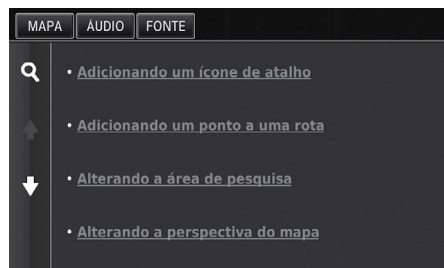 MAPA ÁUDIO FONTE
• Adicionando um ícone de atalho
• Adicionando um ponto a uma rota
• Alterando a área de pesquisa
• Alterando a perspectiva do mapa